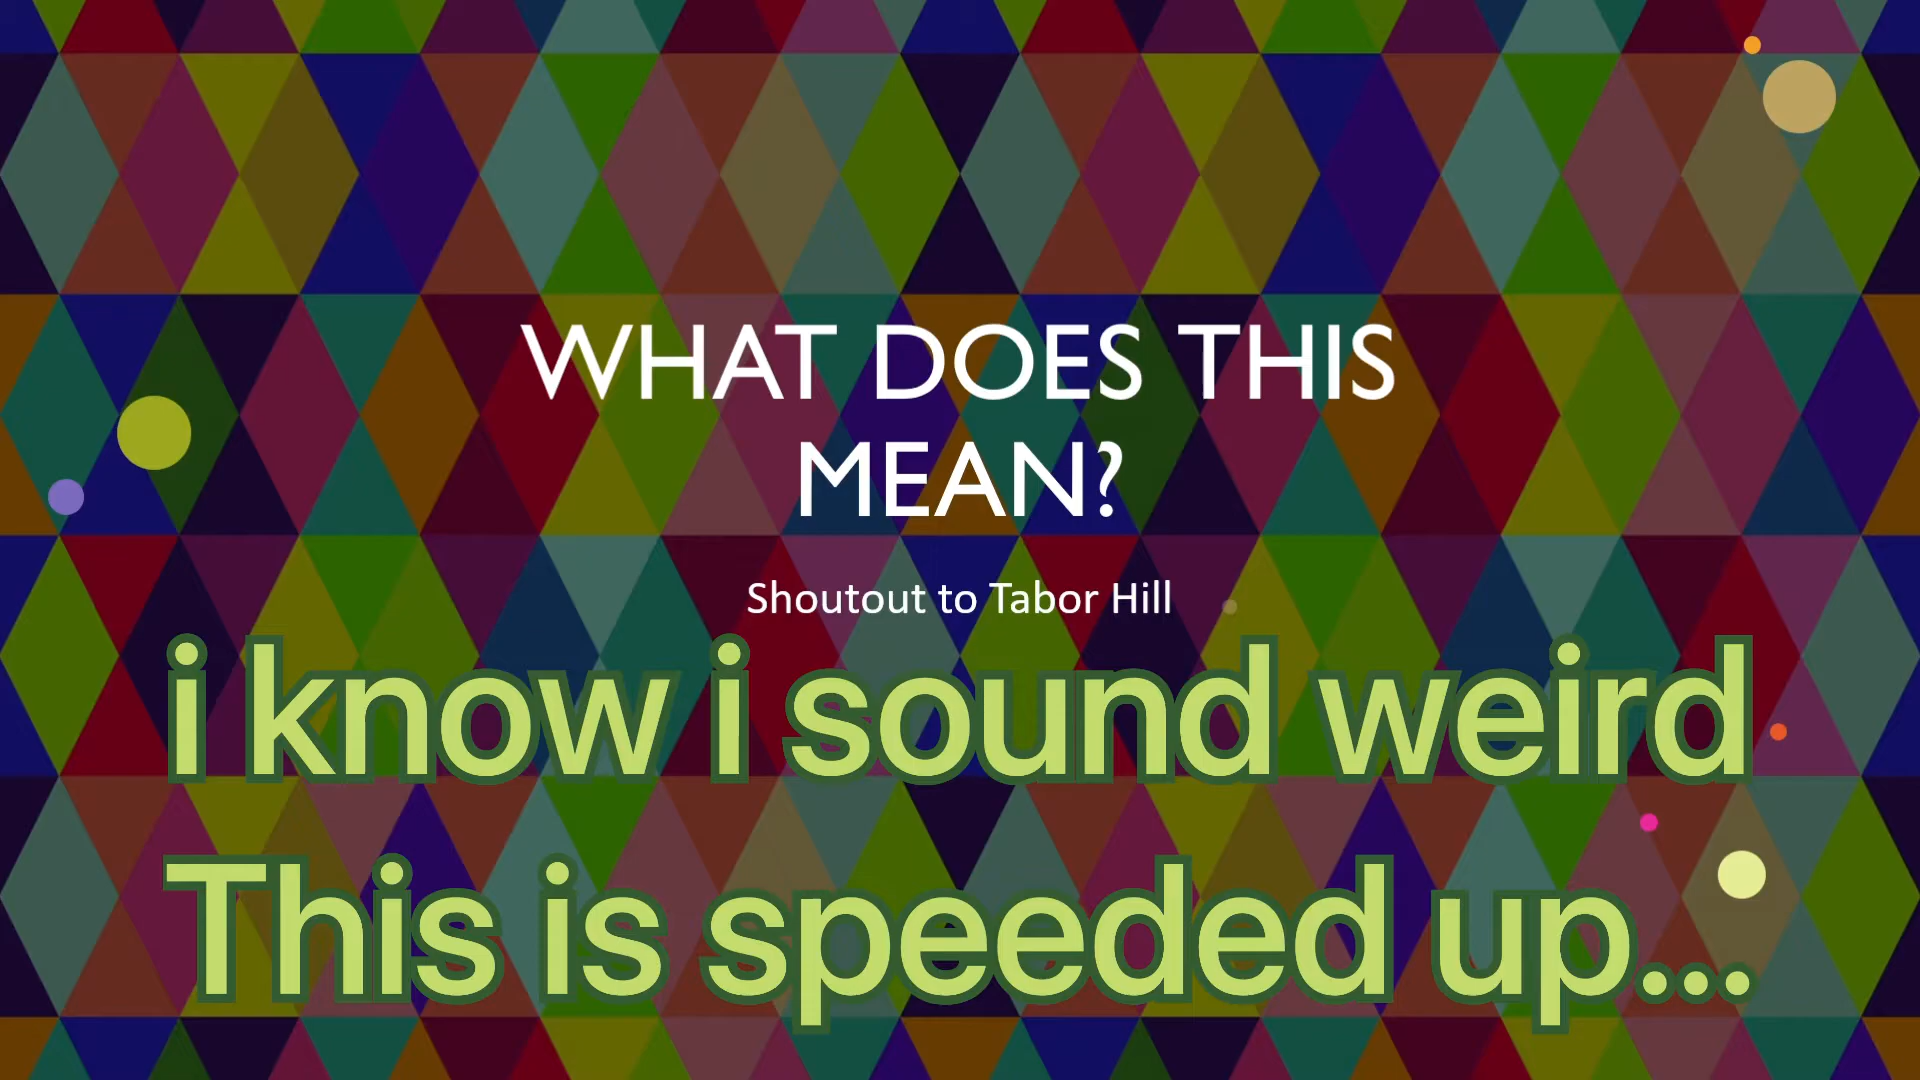 WHAT DOES THIS
MEAN?
Shoutout to Tabor Hill
i know i sound weird
This is speeded up...